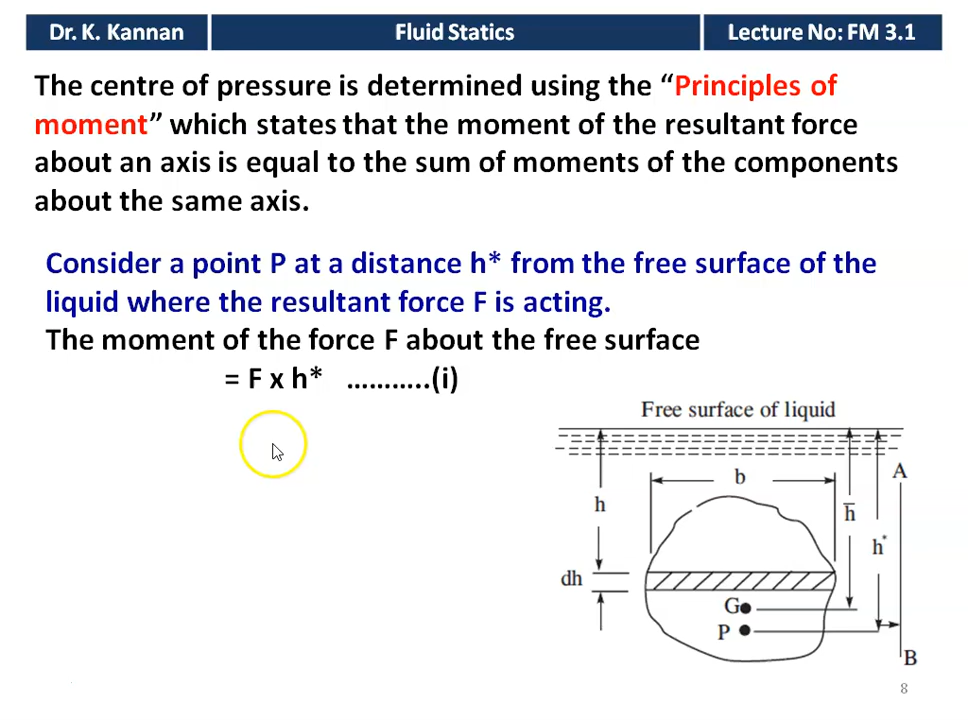 Dr. K. Kannan
Fluid Statics
Lecture No: FM 3.1
The centre of pressure is determined using the “Principles of
moment” which states that the moment of the resultant force
about an axis is equal to the sum of moments of the components
about the same axis.
Consider a point P at a distance h* from the free surface of the
liquid where the resultant force F is acting.
The moment of the force F about the free surface
= F x h* ...........(i)
Free surface of liquid
b
A
h
h̅
h*
dh
G
P
B
8